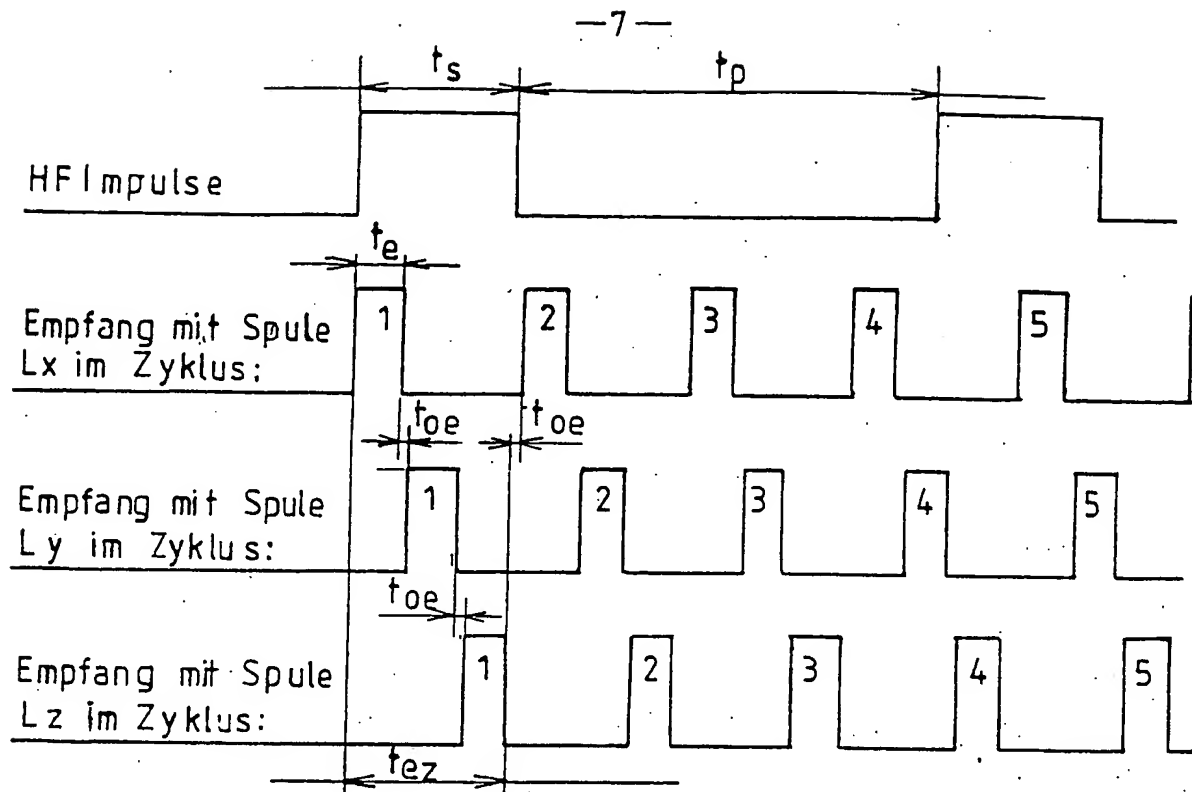 —7—
ts tp
HF Impulse
te
Empfang mit Spule
Lx im Zyklus:
1 2 3 4 5
toe toe
Empfang mit Spule
Ly im Zyklus:
1 2 3 4 5
toe
Empfang mit Spule
Lz im Zyklus:
1 2 3 4 5
tez